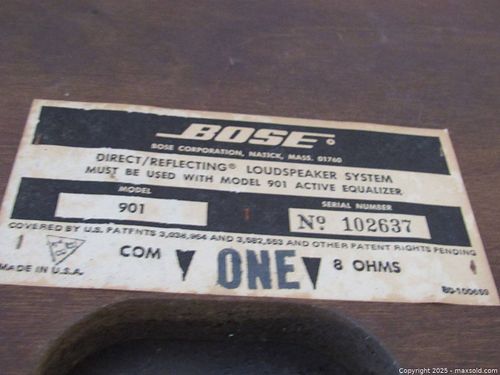 BOSE®
BOSE CORPORATION, NATICK, MASS. 01760
DIRECT/REFLECTING® LOUDSPEAKER SYSTEM
MUST BE USED WITH MODEL 901 ACTIVE EQUALIZER
MODEL
SERIAL NUMBER
901
1
No 102637
COVERED BY U.S. PATENTS 3,038,964 AND 3,582,553 AND OTHER PATENT RIGHTS PENDING
COM ONE 8 OHMS
MADE IN U.S.A.
Copyright © 2025 - maxsold.com